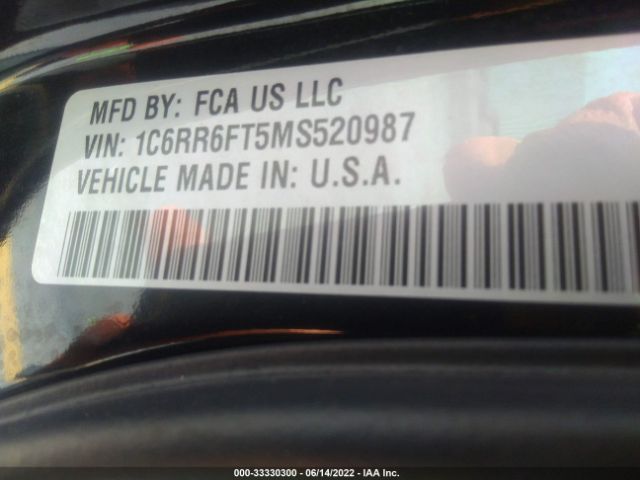 MFD BY: FCA US LLC
VIN: 1C6RR6FT5MS520987
VEHICLE MADE IN: U.S.A.
000-33330300 - 06/14/2022 - IAA Inc.